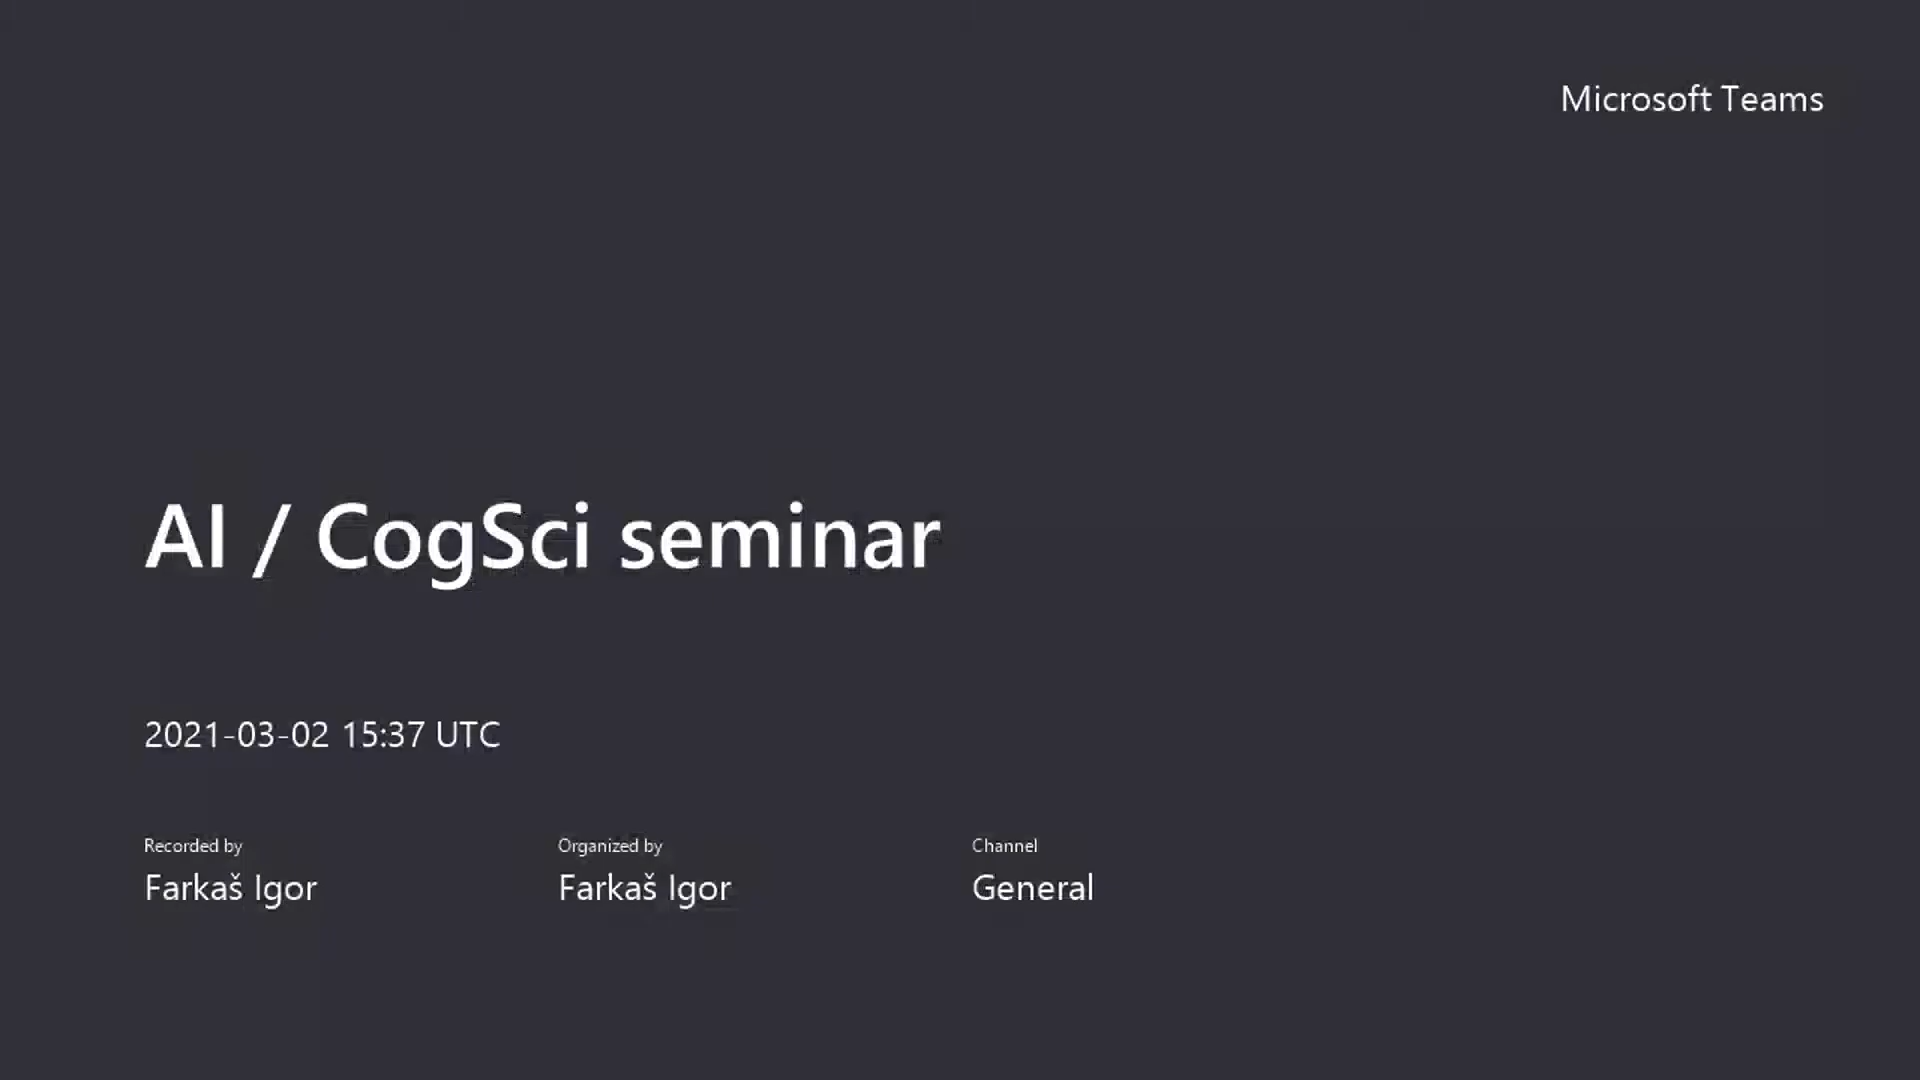 Microsoft Teams
AI / CogSci seminar
2021-03-02 15:37 UTC
Recorded by
Farkaš Igor
Organized by
Farkaš Igor
Channel
General